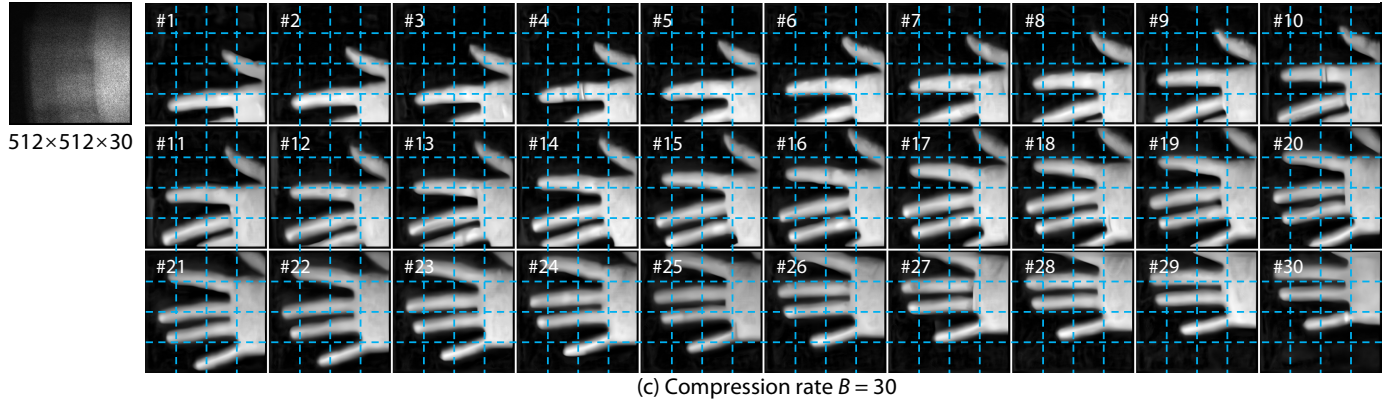 #1 #2 #3 #4 #5 #6 #7 #8 #9 #10
512×512×30
#11 #12 #13 #14 #15 #16 #17 #18 #19 #20
#21 #22 #23 #24 #25 #26 #27 #28 #29 #30
(c) Compression rate B = 30